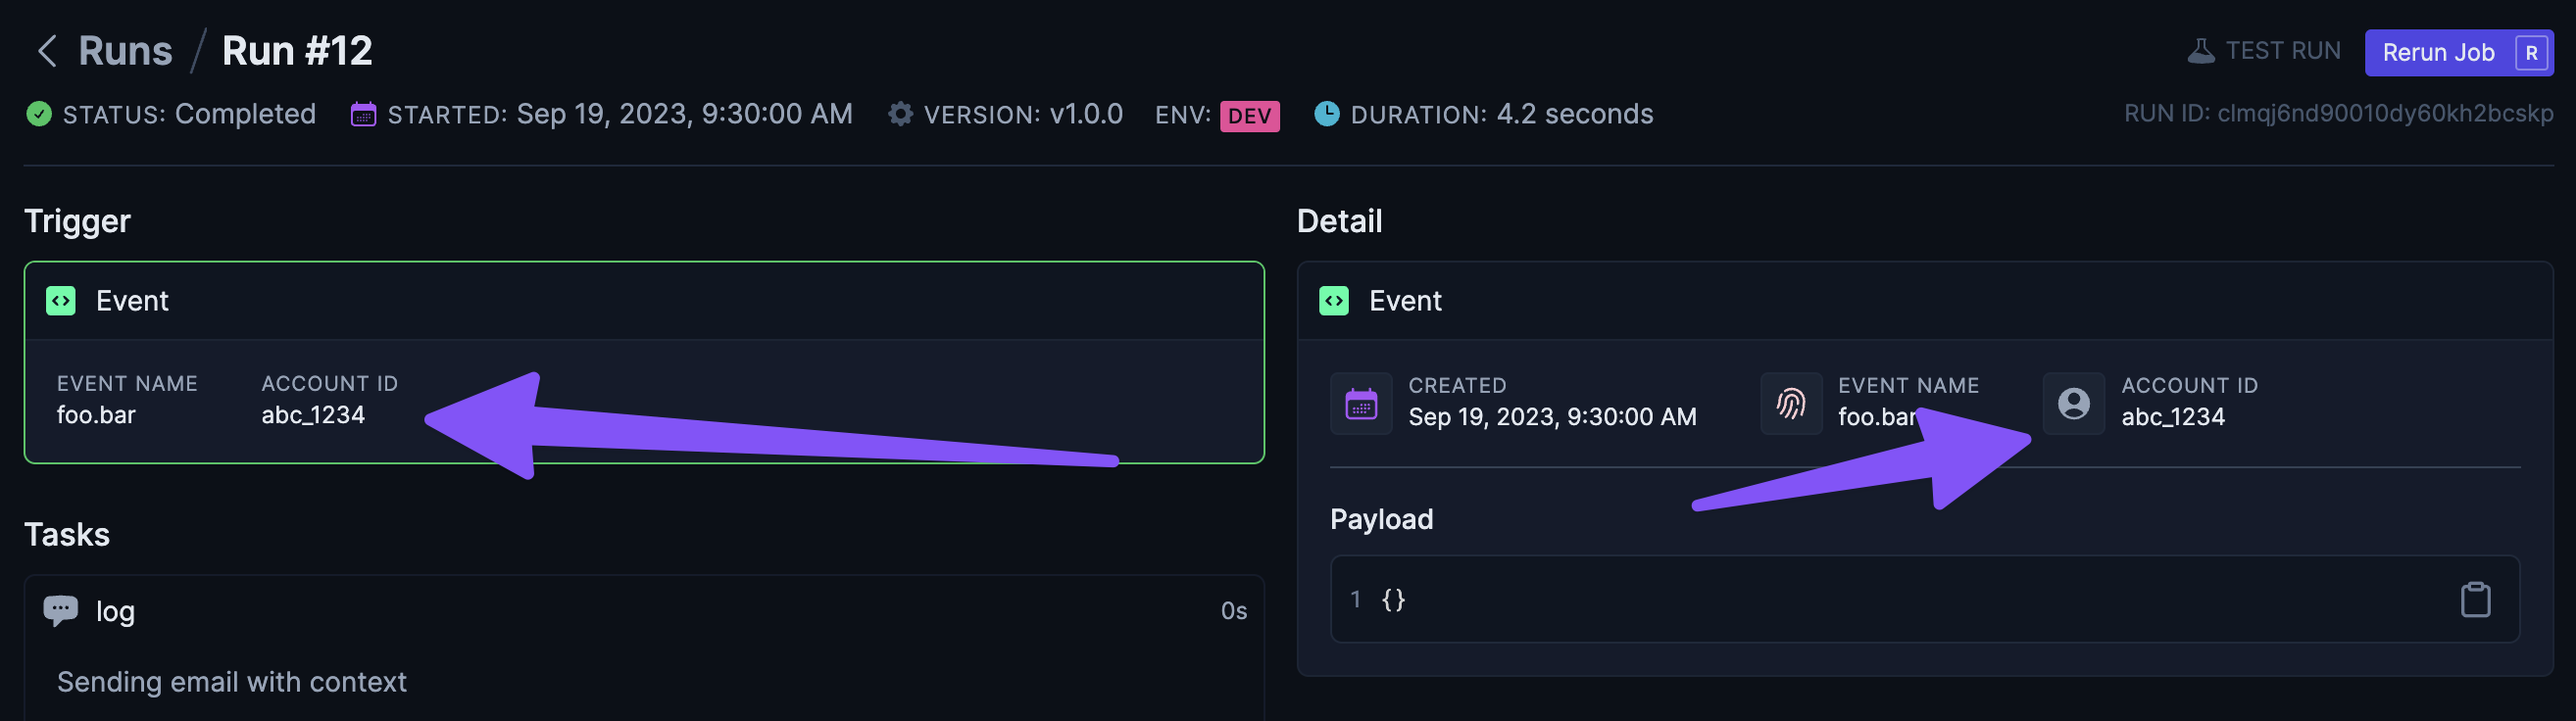 Runs / Run #12
TEST RUN
Rerun Job R
STATUS: Completed STARTED: Sep 19, 2023, 9:30:00 AM VERSION: v1.0.0 ENV: DEV DURATION: 4.2 seconds
RUN ID: clmqj6nd90010dy60kh2bcskp
Trigger
Event
EVENT NAME ACCOUNT ID
foo.bar abc_1234
Tasks
log 0s
Sending email with context
Detail
Event
CREATED EVENT NAME ACCOUNT ID
Sep 19, 2023, 9:30:00 AM foo.bar abc_1234
Payload
1 {}